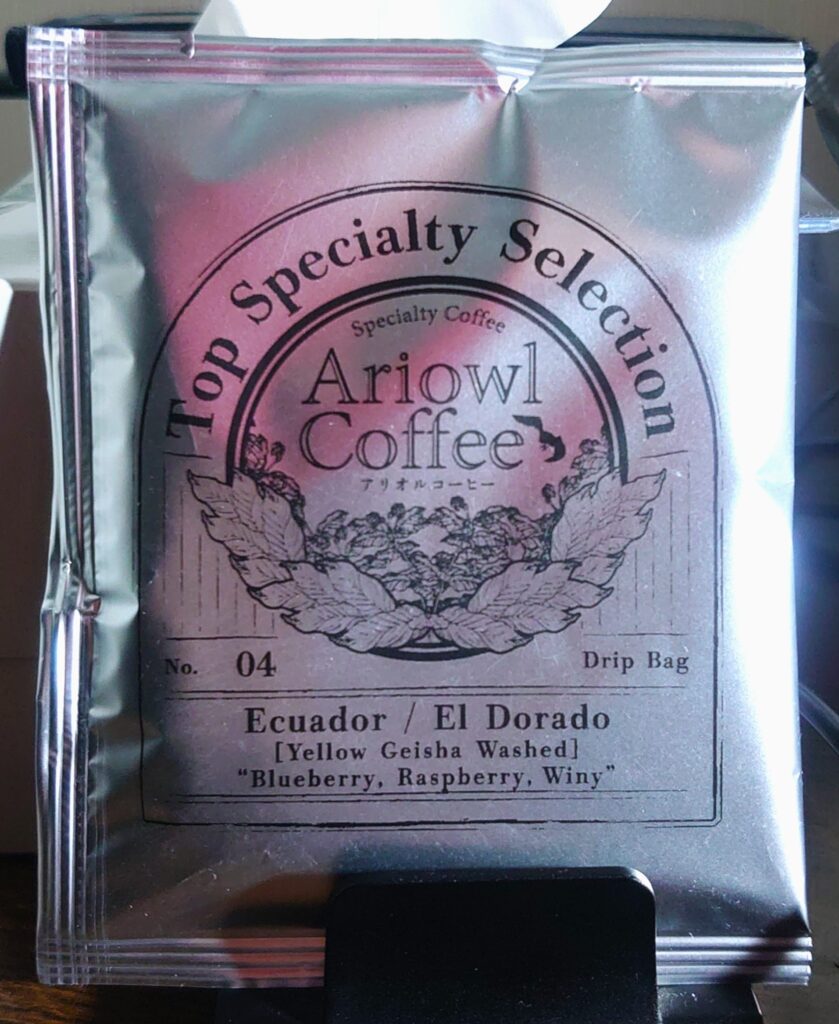 Top Specialty Selection
Specialty Coffee
Ariowl
Coffee
アリオルコーヒー
No. 04
Drip Bag
Ecuador / El Dorado
[Yellow Geisha Washed]
“Blueberry, Raspberry, Winy”